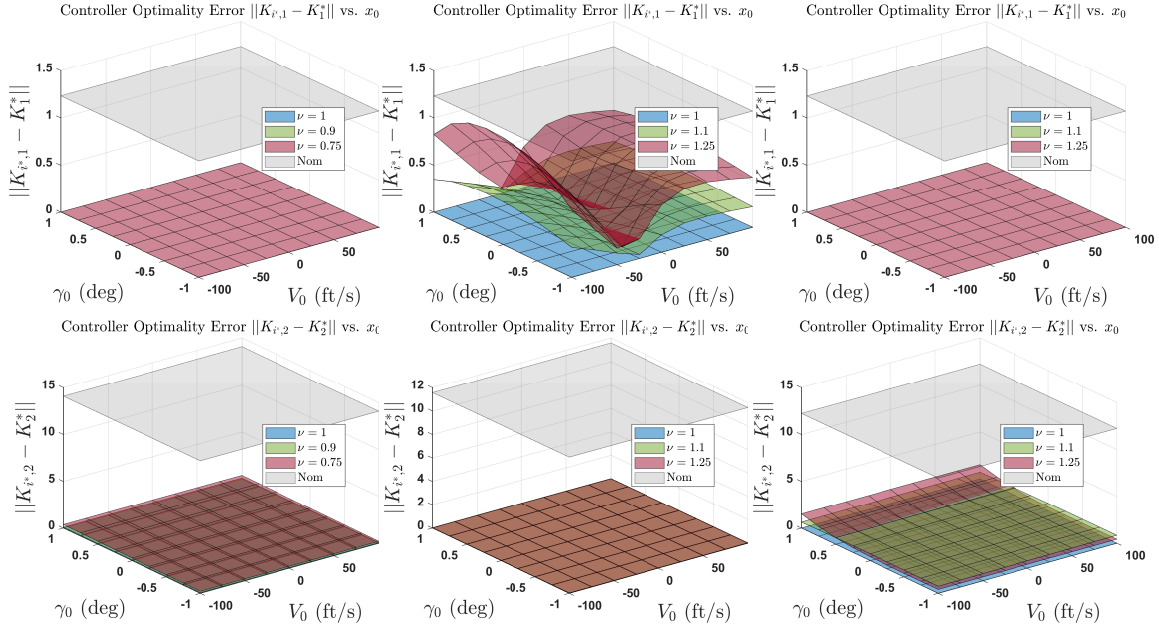 Controller Optimality Error ||K_{i*,1} − K_1^*|| vs. x_0
||K_{i*,1} − K_1^*||
1.5
1
0.5
0
ν = 1
ν = 0.9
ν = 0.75
Nom
1
0.5
0
-0.5
-1
-100
-50
0
50
γ_0 (deg)
V_0 (ft/s)
Controller Optimality Error ||K_{i*,1} − K_1^*|| vs. x_0
||K_{i*,1} − K_1^*||
1.5
1
0.5
0
ν = 1
ν = 1.1
ν = 1.25
Nom
1
0.5
0
-0.5
-1
-100
-50
0
50
γ_0 (deg)
V_0 (ft/s)
Controller Optimality Error ||K_{i*,1} − K_1^*|| vs. x_0
||K_{i*,1} − K_1^*||
1.5
1
0.5
0
ν = 1
ν = 1.1
ν = 1.25
Nom
1
0.5
0
-0.5
-1
-100
-50
0
50
100
γ_0 (deg)
V_0 (ft/s)
Controller Optimality Error ||K_{i*,2} − K_2^*|| vs. x_0
||K_{i*,2} − K_2^*||
15
10
5
0
ν = 1
ν = 0.9
ν = 0.75
Nom
1
0.5
0
-0.5
-1
-100
-50
0
50
γ_0 (deg)
V_0 (ft/s)
Controller Optimality Error ||K_{i*,2} − K_2^*|| vs. x_0
||K_{i*,2} − K_2^*||
12
10
8
6
4
2
0
ν = 1
ν = 1.1
ν = 1.25
Nom
1
0.5
0
-0.5
-1
-100
-50
0
50
γ_0 (deg)
V_0 (ft/s)
Controller Optimality Error ||K_{i*,2} − K_2^*|| vs. x_0
||K_{i*,2} − K_2^*||
15
10
5
0
ν = 1
ν = 1.1
ν = 1.25
Nom
1
0.5
0
-0.5
-1
-100
-50
0
50
100
γ_0 (deg)
V_0 (ft/s)